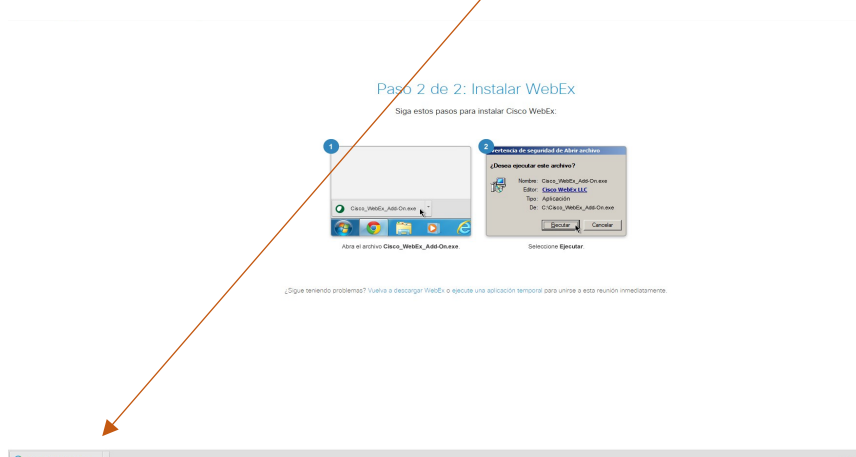 Paso 2 de 2: Instalar WebEx
Siga estos pasos para instalar Cisco WebEx:
1
Cisco_WebEx_Add-On.exe
Abra el archivo Cisco_WebEx_Add-On.exe
2
vertencia de seguridad de Abrir archivo
¿Desea ejecutar este archivo?
Nombre: Cisco_WebEx_Add-On.exe
Editor: Cisco WebEx LLC
Tipo: Aplicación
De: C:\Cisco_WebEx_Add-On.exe
Ejecutar Cancelar
Seleccione Ejecutar
¿Sigue teniendo problemas? Vuelva a descargar WebEx o ejecute una aplicación temporal para unirse a esta reunión inmediatamente.